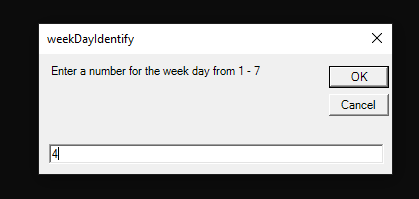 weekDayIdentify
Enter a number for the week day from 1 - 7
OK
Cancel
4